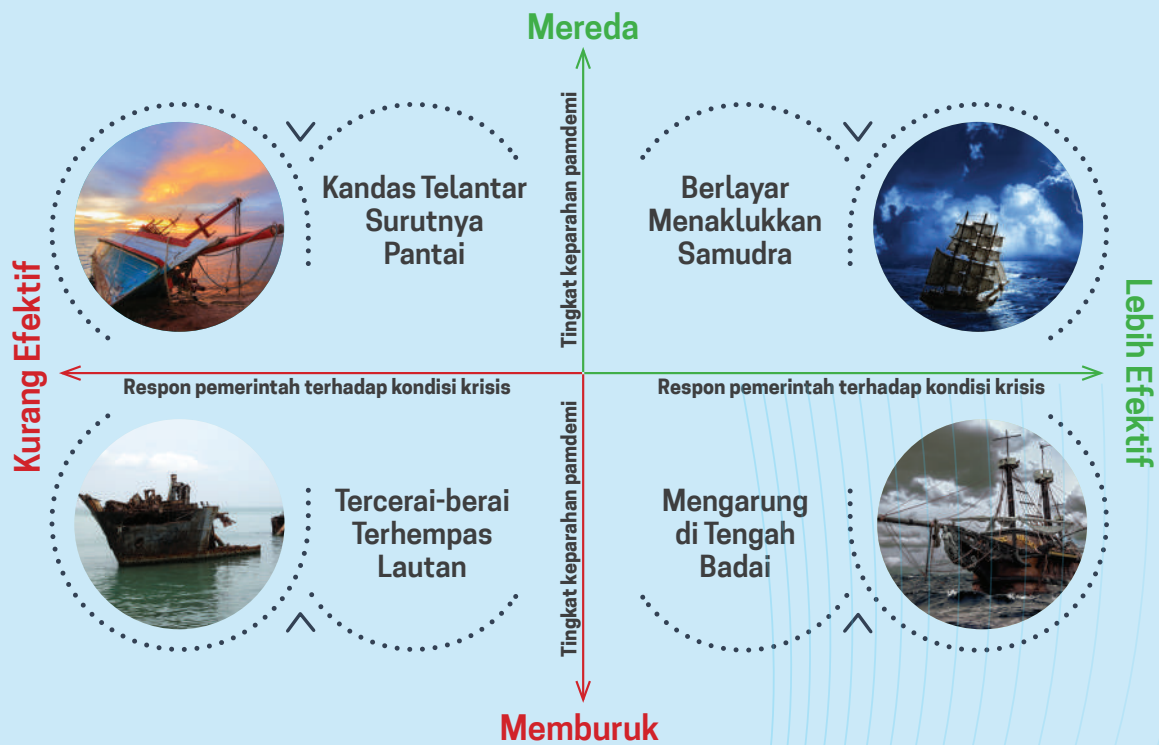 Mereda
Tingkat keparahan pamdemi
Kandas Telantar
Surutnya
Pantai
Berlayar
Menaklukkan
Samudra
Kurang Efektif
Respon pemerintah terhadap kondisi krisis
Respon pemerintah terhadap kondisi krisis
Lebih Efektif
Tercerai-berai
Terhempas
Lautan
Tingkat keparahan pamdemi
Mengarung
di Tengah
Badai
Memburuk